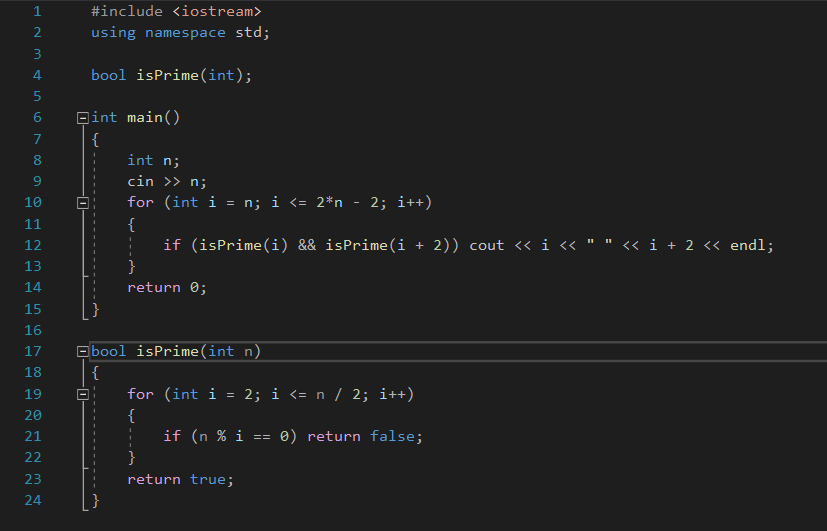 1 #include <iostream>
2 using namespace std;
3
4 bool isPrime(int);
5
6 int main()
7 {
8     int n;
9     cin >> n;
10     for (int i = n; i <= 2*n - 2; i++)
11     {
12         if (isPrime(i) && isPrime(i + 2)) cout << i << " " << i + 2 << endl;
13     }
14     return 0;
15 }
16
17 bool isPrime(int n)
18 {
19     for (int i = 2; i <= n / 2; i++)
20     {
21         if (n % i == 0) return false;
22     }
23     return true;
24 }